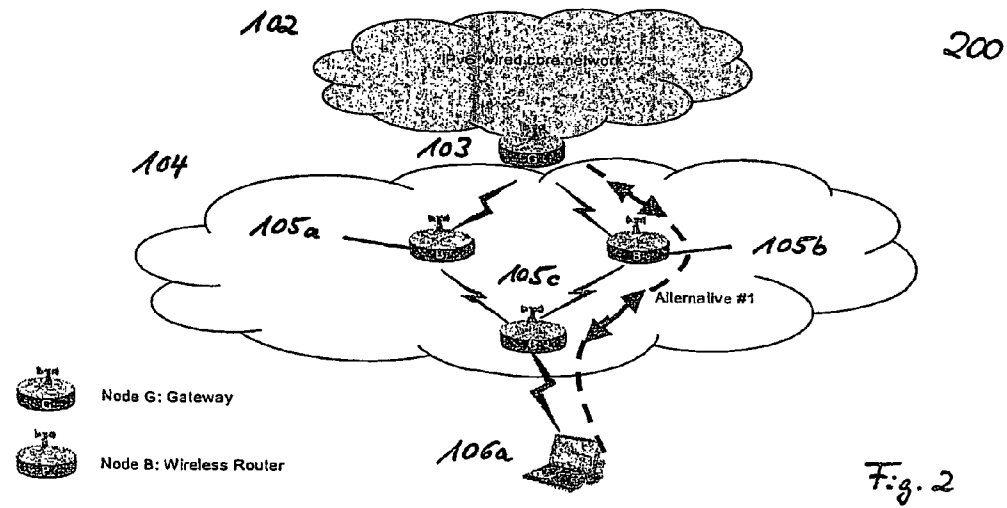 102
200
IPv6 wired core network
103
104
105a
105b
105c
Alternative #1
Node G: Gateway
Node B: Wireless Router
106a
Fig. 2